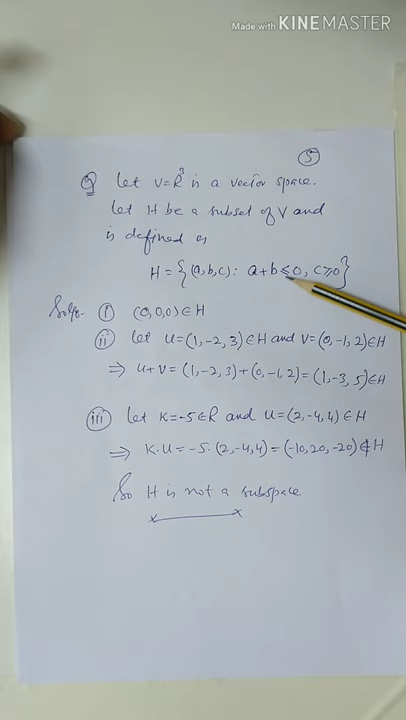 Made with KINEMASTER
5
Q Let V=R³ is a vector space.
Let H be a subset of V and
is defined as
H = {(a,b,c): a+b≤0, c≥0}
Soln. (i) (0,0,0) ∈ H
(ii) let U=(1,-2,3)∈H and V=(0,-1,2)∈H
⇒ U+V = (1,-2,3)+(0,-1,2) = (1,-3,5)∈H
(iii) let K=-5∈R and U=(2,-4,4)∈H
⇒ K·U = -5·(2,-4,4) = (-10,20,-20)∉H
So H is not a subspace